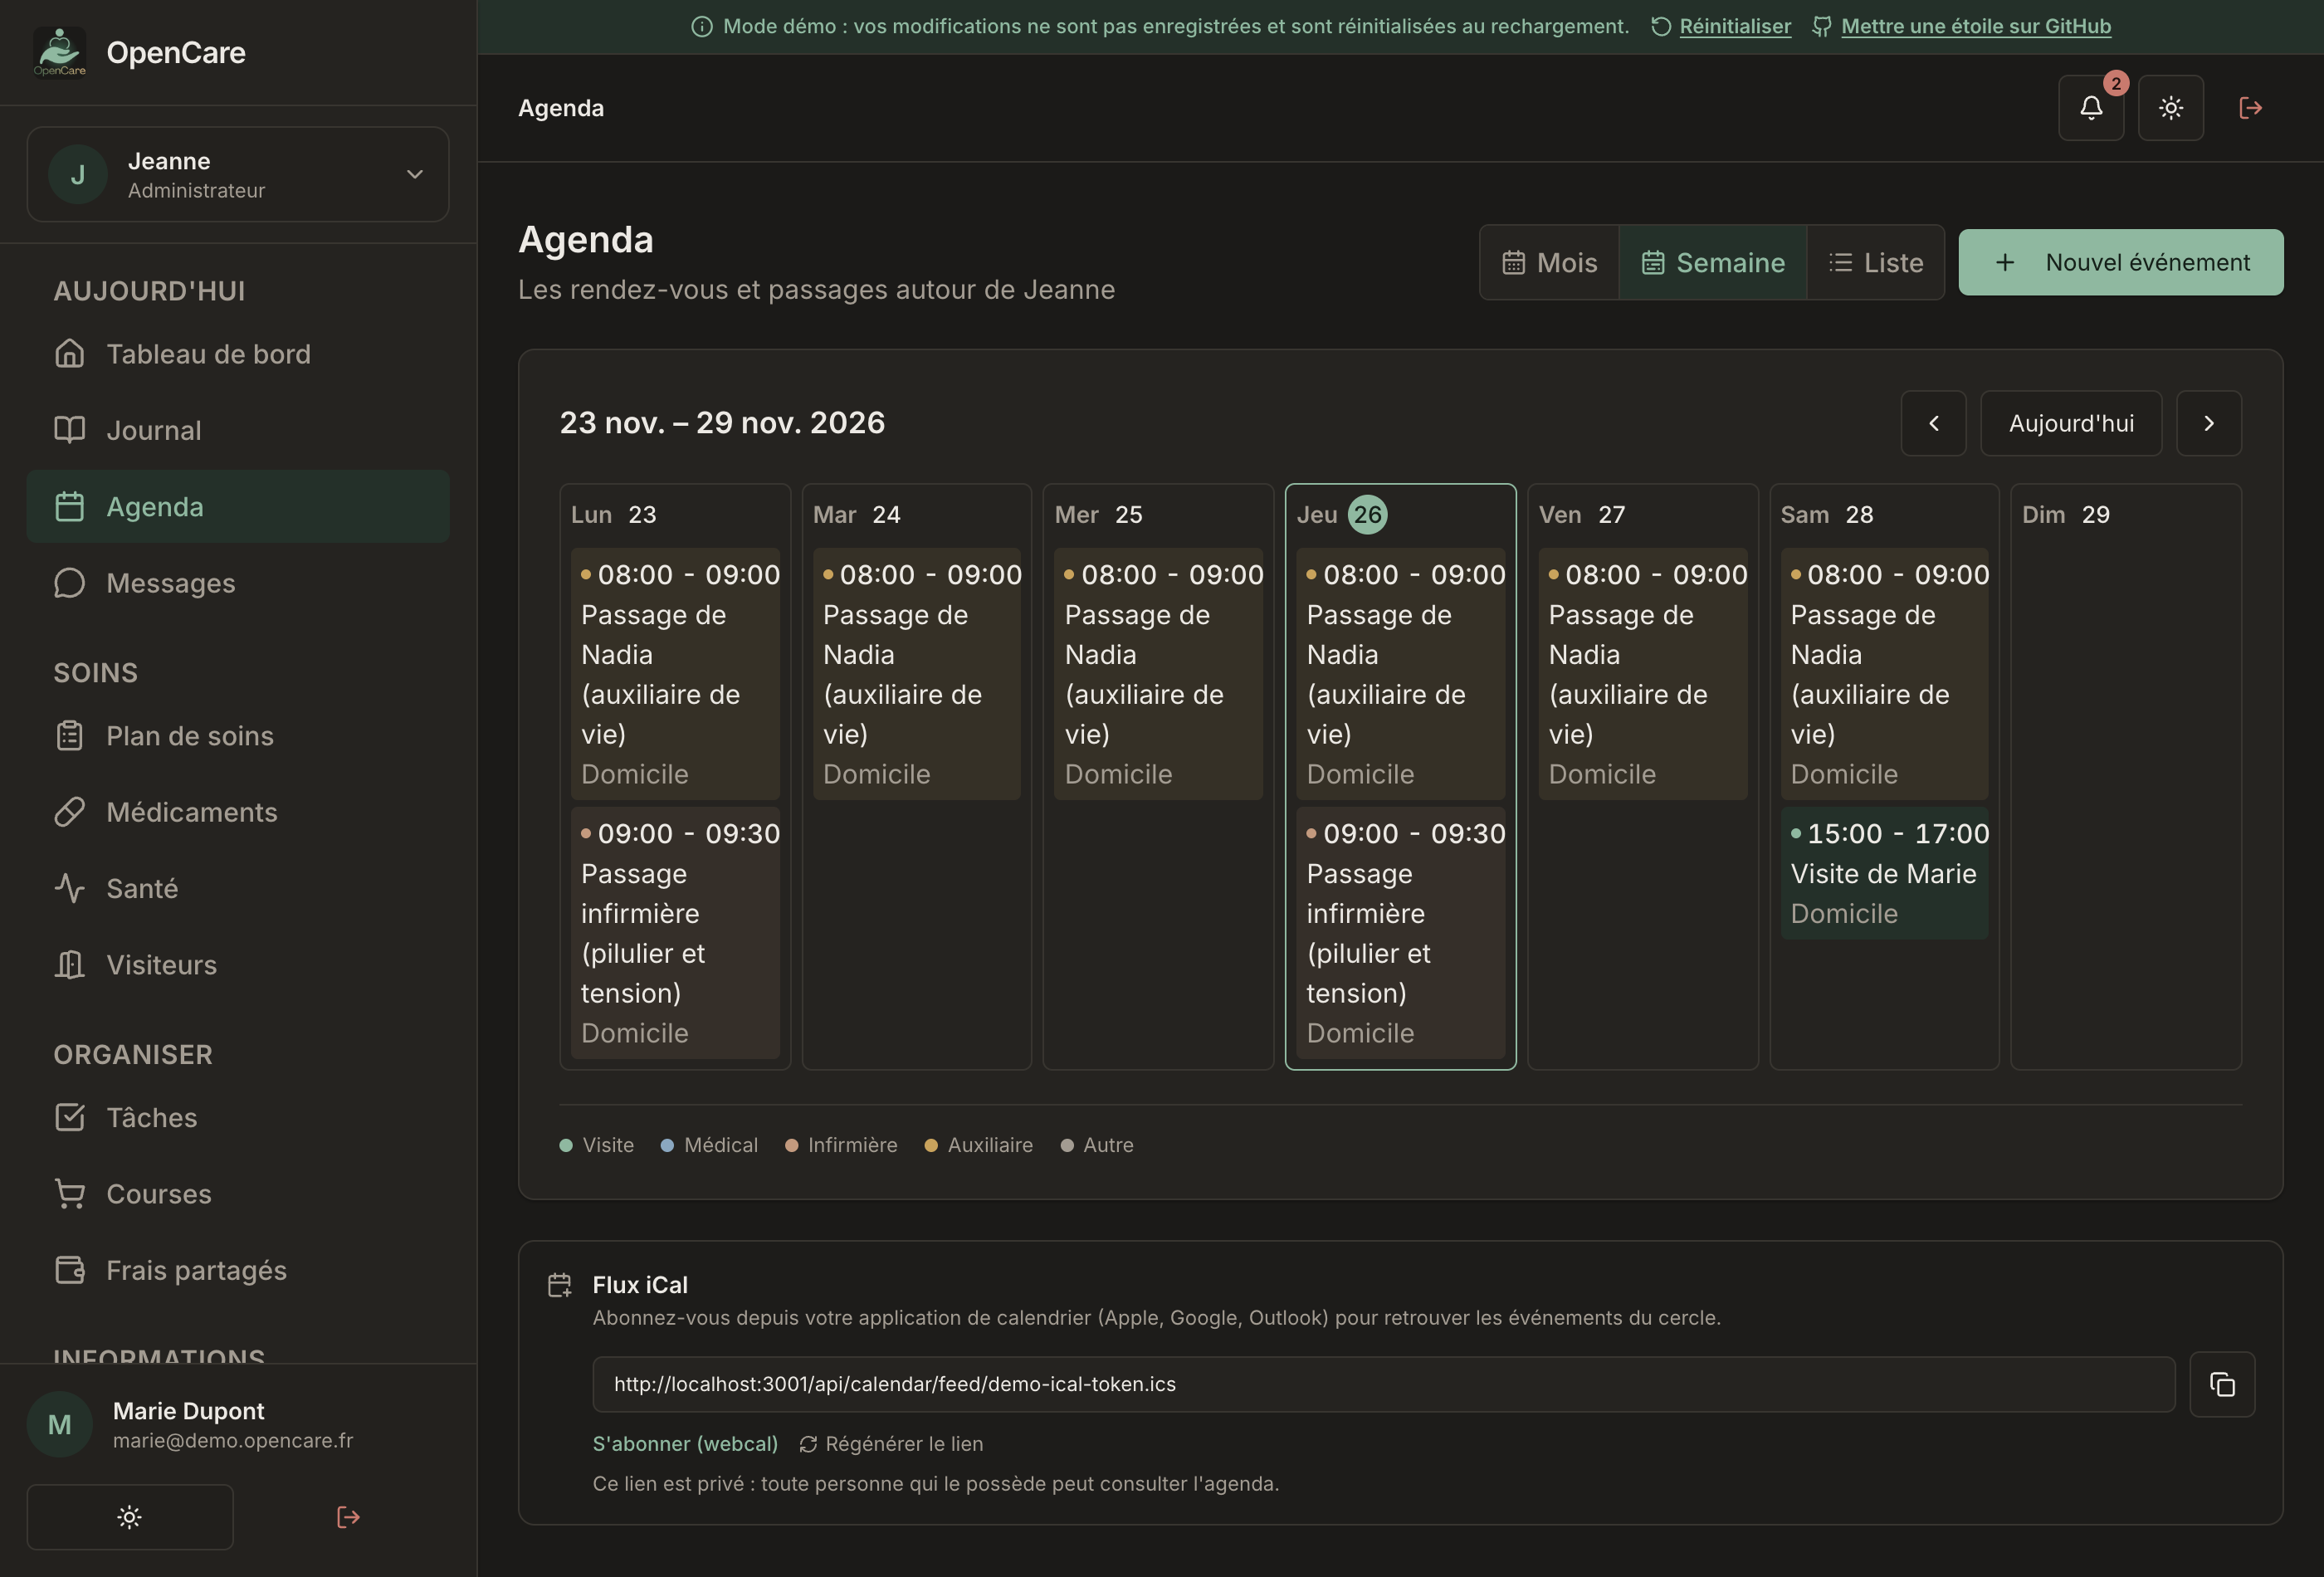 OpenCare
OpenCare
Jeanne
J
Administrateur
AUJOURD'HUI
Tableau de bord
Journal
Agenda
Messages
SOINS
Plan de soins
Médicaments
Santé
Visiteurs
ORGANISER
Tâches
Courses
Frais partagés
INFORMATIONS
M
Marie Dupont
marie@demo.opencare.fr
Mode démo : vos modifications ne sont pas enregistrées et sont réinitialisées au rechargement. Réinitialiser Mettre une étoile sur GitHub
Agenda
2
Agenda
Les rendez-vous et passages autour de Jeanne
Mois Semaine Liste
+ Nouvel événement
23 nov. – 29 nov. 2026
Aujourd'hui
Lun 23
08:00 - 09:00
Passage de
Nadia
(auxiliaire de
vie)
Domicile
09:00 - 09:30
Passage
infirmière
(pilulier et
tension)
Domicile
Mar 24
08:00 - 09:00
Passage de
Nadia
(auxiliaire de
vie)
Domicile
Mer 25
08:00 - 09:00
Passage de
Nadia
(auxiliaire de
vie)
Domicile
Jeu 26
08:00 - 09:00
Passage de
Nadia
(auxiliaire de
vie)
Domicile
09:00 - 09:30
Passage
infirmière
(pilulier et
tension)
Domicile
Ven 27
08:00 - 09:00
Passage de
Nadia
(auxiliaire de
vie)
Domicile
Sam 28
08:00 - 09:00
Passage de
Nadia
(auxiliaire de
vie)
Domicile
15:00 - 17:00
Visite de Marie
Domicile
Dim 29
Visite Médical Infirmière Auxiliaire Autre
Flux iCal
Abonnez-vous depuis votre application de calendrier (Apple, Google, Outlook) pour retrouver les événements du cercle.
http://localhost:3001/api/calendar/feed/demo-ical-token.ics
S'abonner (webcal) Régénérer le lien
Ce lien est privé : toute personne qui le possède peut consulter l'agenda.